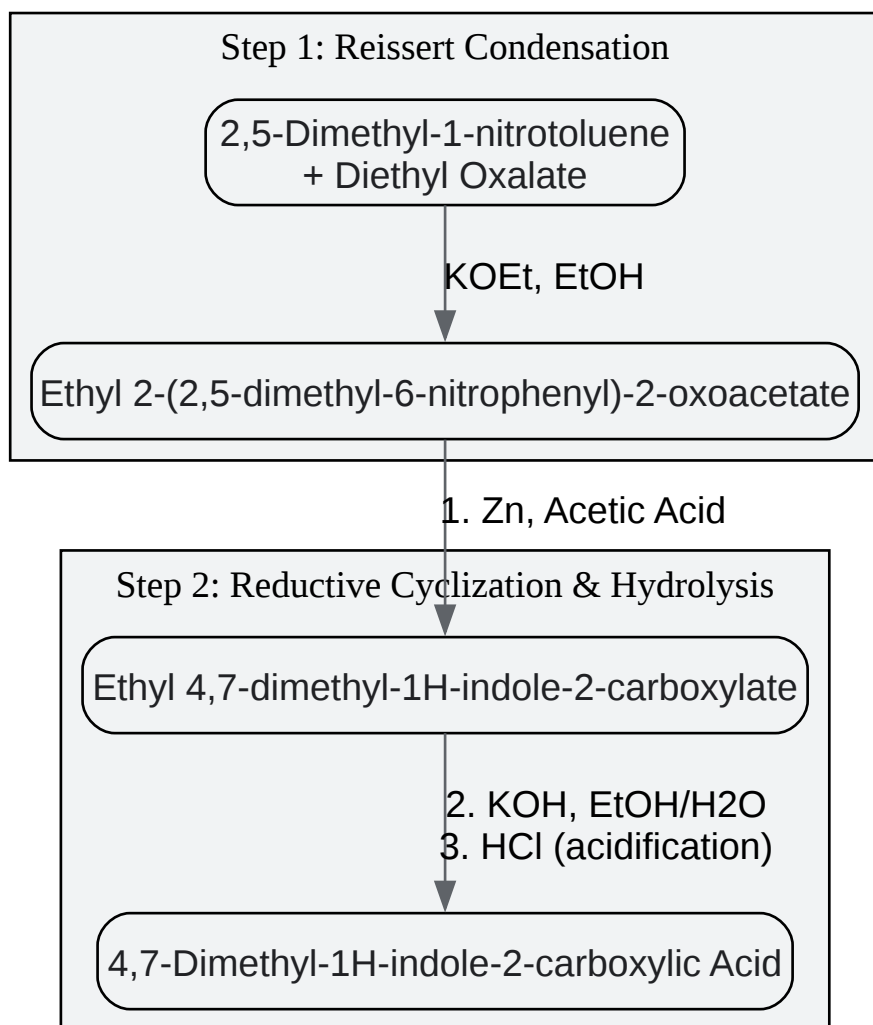 Step 1: Reissert Condensation
2,5-Dimethyl-1-nitrotoluene
+ Diethyl Oxalate
KOEt, EtOH
Ethyl 2-(2,5-dimethyl-6-nitrophenyl)-2-oxoacetate
1. Zn, Acetic Acid
Step 2: Reductive Cyclization & Hydrolysis
Ethyl 4,7-dimethyl-1H-indole-2-carboxylate
2. KOH, EtOH/H2O
3. HCl (acidification)
4,7-Dimethyl-1H-indole-2-carboxylic Acid